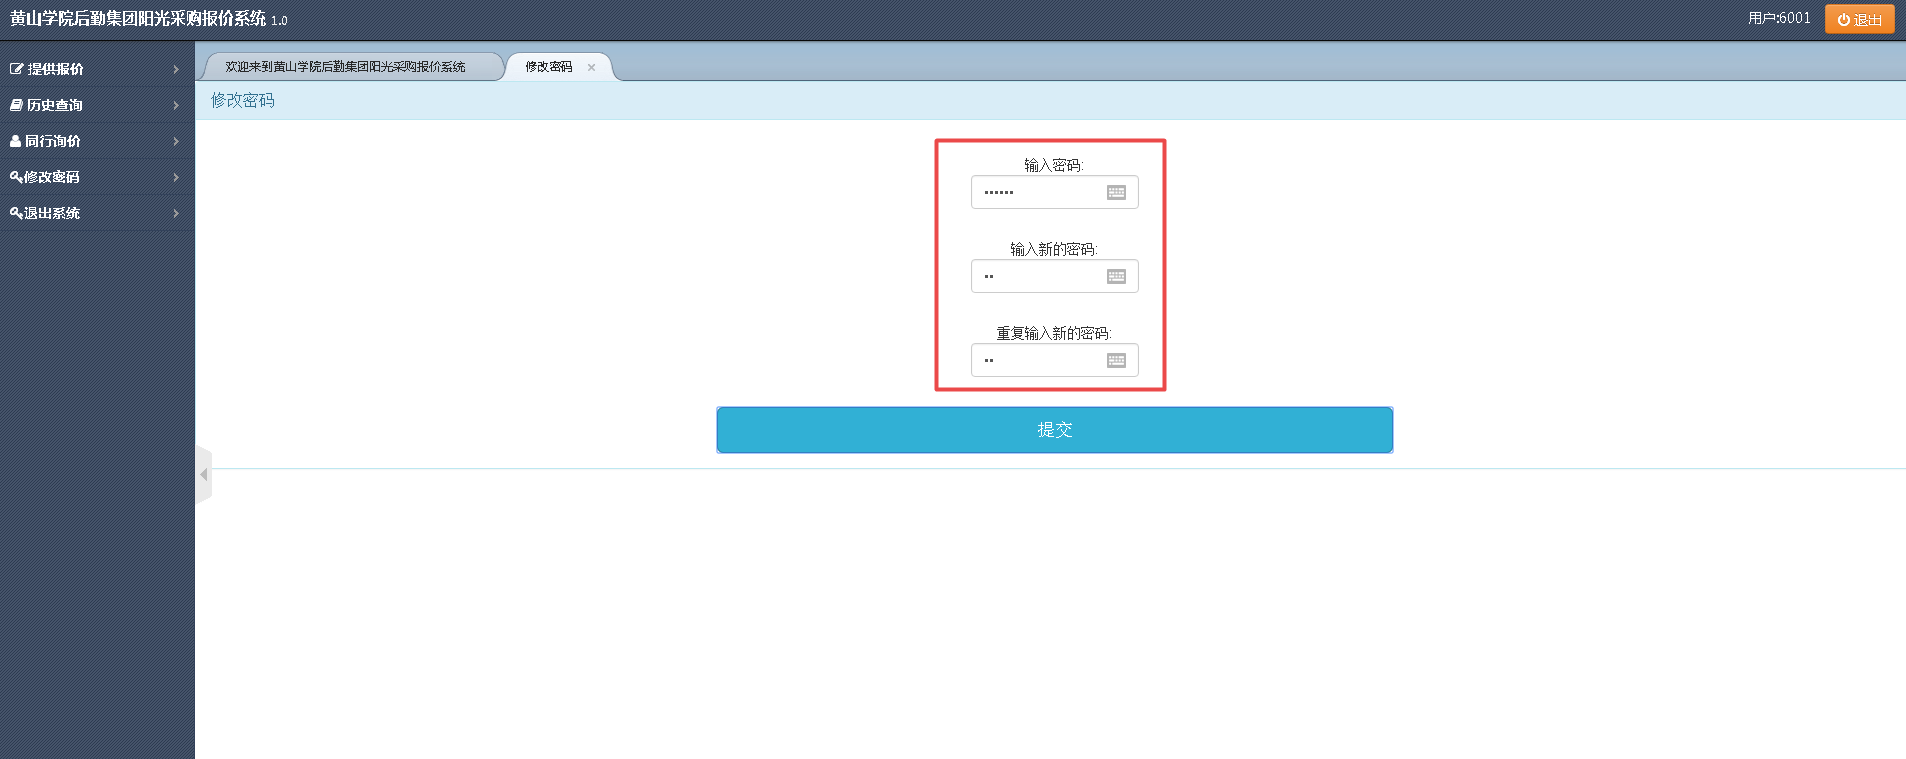 黄山学院后勤集团阳光采购报价系统 1.0
用户:6001
退出
提供报价
历史查询
同行询价
修改密码
退出系统
欢迎来到黄山学院后勤集团阳光采购报价系统
修改密码
修改密码
输入密码:
输入新的密码:
重复输入新的密码:
提交